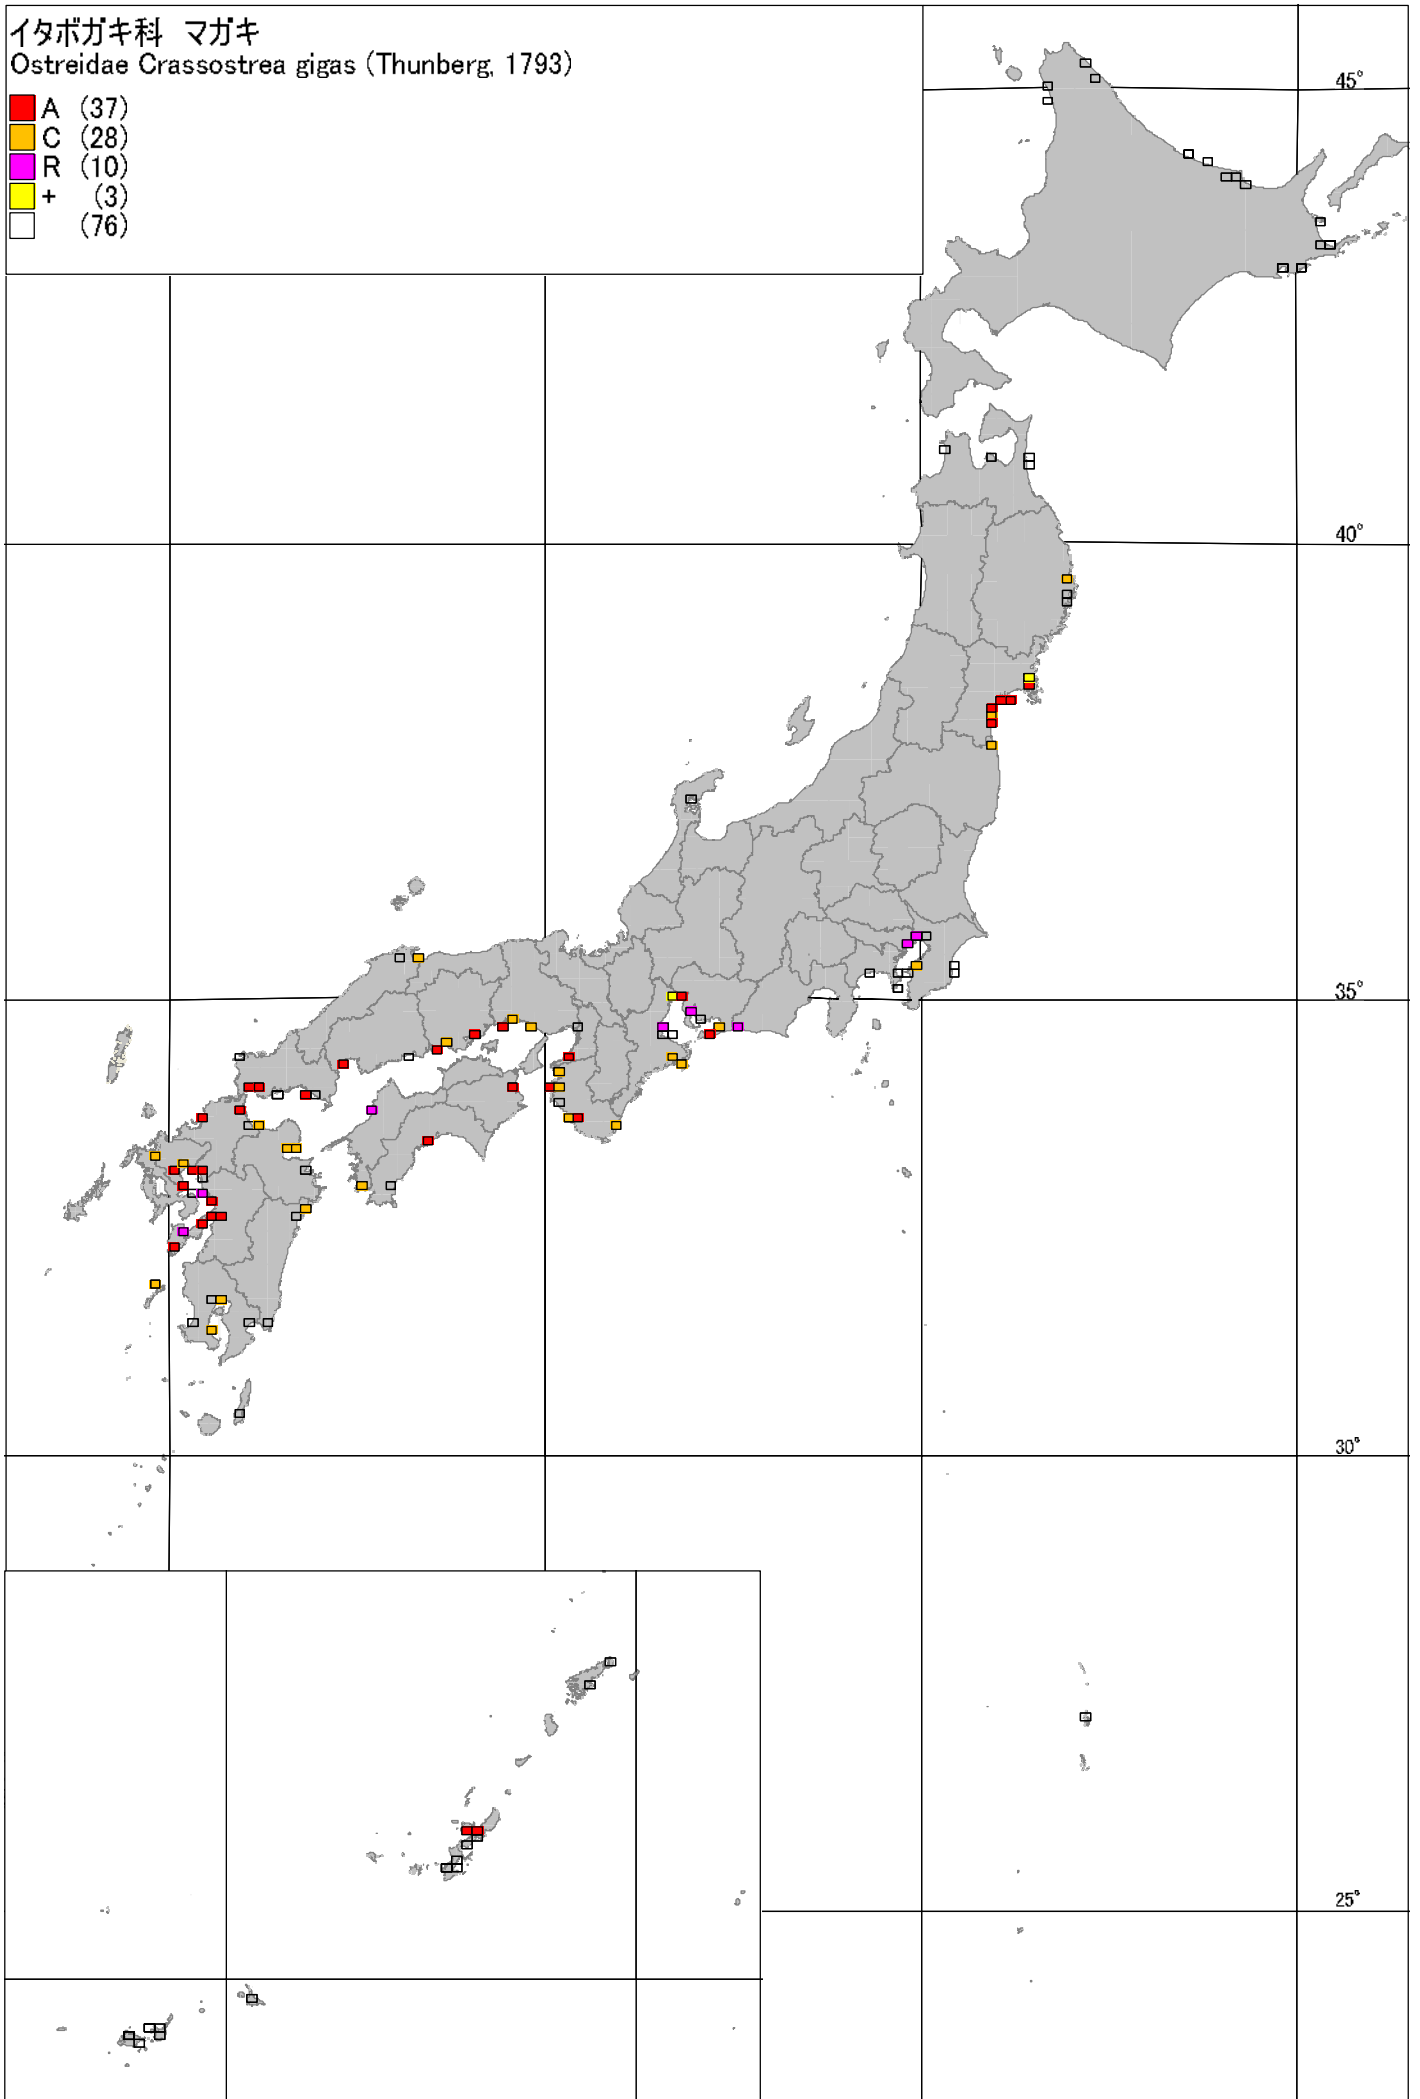 イタボガキ科 マガキ
Ostreidae Crassostrea gigas (Thunberg, 1793)
A (37)
C (28)
R (10)
+ (3)
(76)
45°
40°
35°
30°
25°